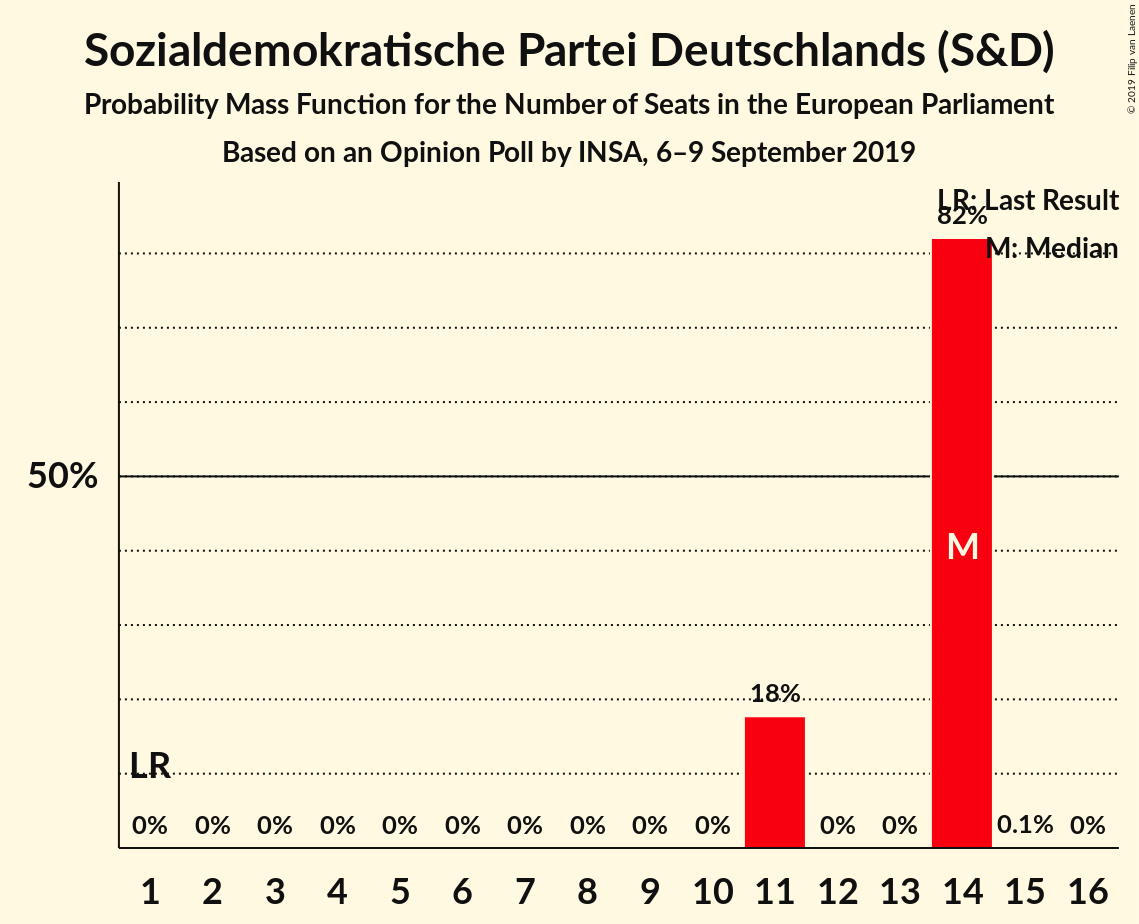 Sozialdemokratische Partei Deutschlands (S&D)
Probability Mass Function for the Number of Seats in the European Parliament
Based on an Opinion Poll by INSA, 6–9 September 2019
© 2019 Filip van Laenen
LR: Last Result
82%
M: Median
50%
M
18%
LR
0% 0% 0% 0% 0% 0% 0% 0% 0% 0% 0% 0% 0.1% 0%
1 2 3 4 5 6 7 8 9 10 11 12 13 14 15 16